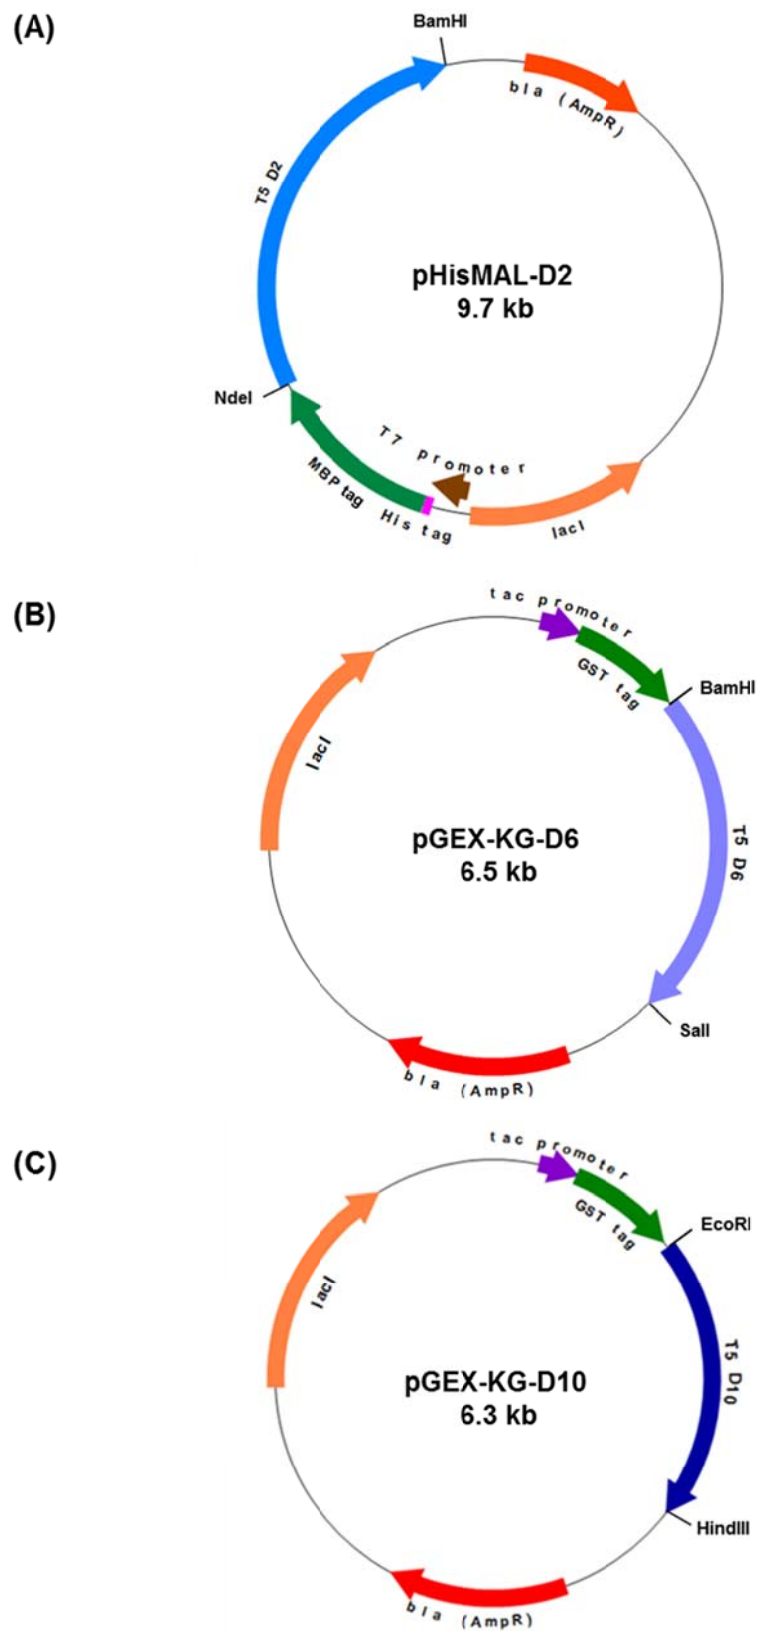 (A)
BamHI
bla (AmpR)
T5 D2
pHisMAL-D2
9.7 kb
NdeI
T7 promoter
MBP tag
His tag
lacI
(B)
tac promoter
GST tag
BamHI
lacI
T5 D6
pGEX-KG-D6
6.5 kb
SalI
bla (AmpR)
(C)
tac promoter
GST tag
EcoRI
lacI
T5 D10
pGEX-KG-D10
6.3 kb
HindIII
bla (AmpR)